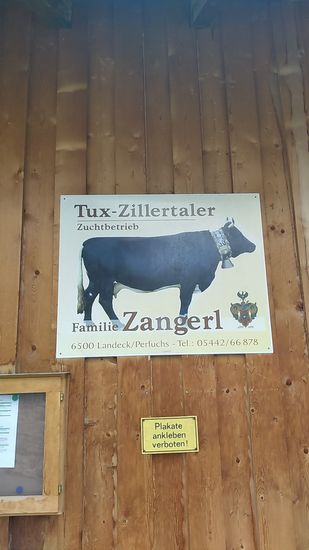 Tux-Zillertaler
Zuchtbetrieb
Familie Zangerl
6500 Landeck/Perfuchs - Tel.: 05442/66 878
Plakate
ankleben
verboten!